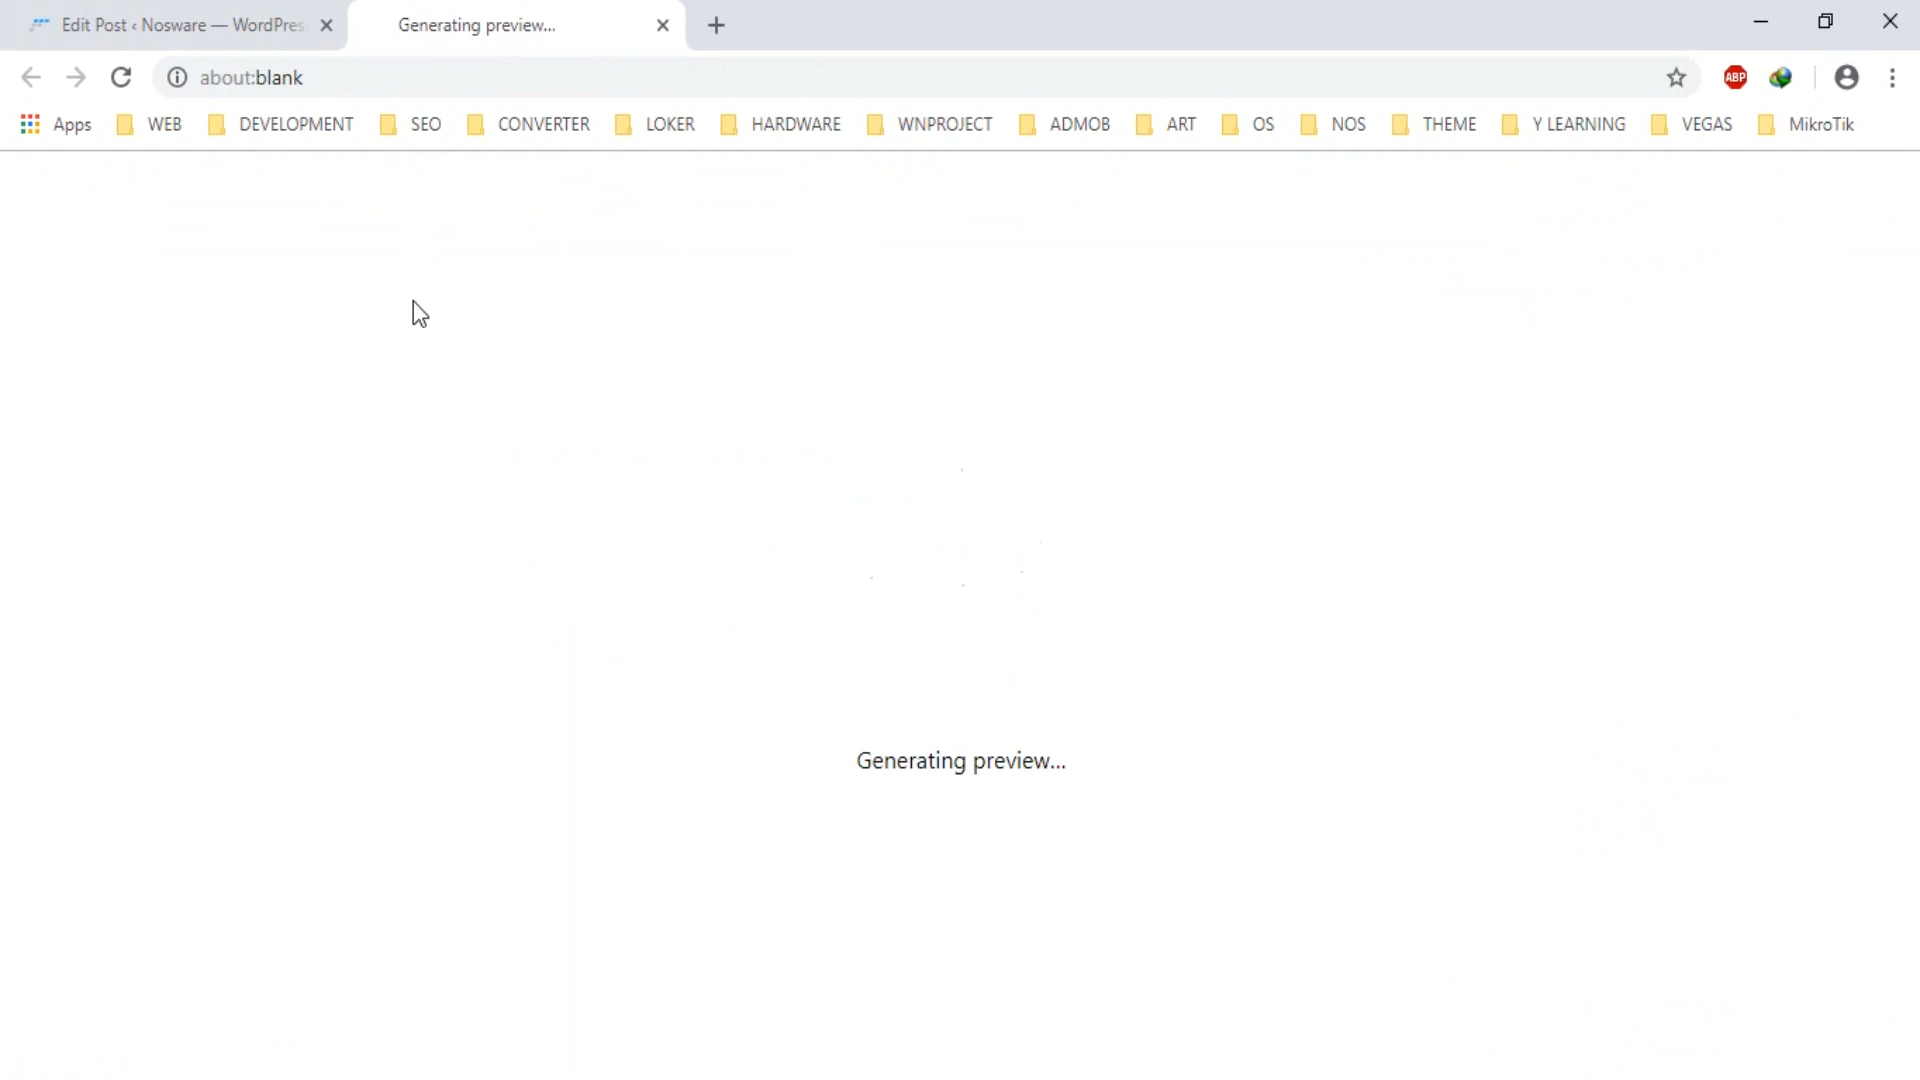 Edit Post ‹ Nosware — WordPres
Generating preview...
about:blank
ABP
Apps WEB DEVELOPMENT SEO CONVERTER LOKER HARDWARE WNPROJECT ADMOB ART OS NOS THEME Y LEARNING VEGAS MikroTik
Generating preview...